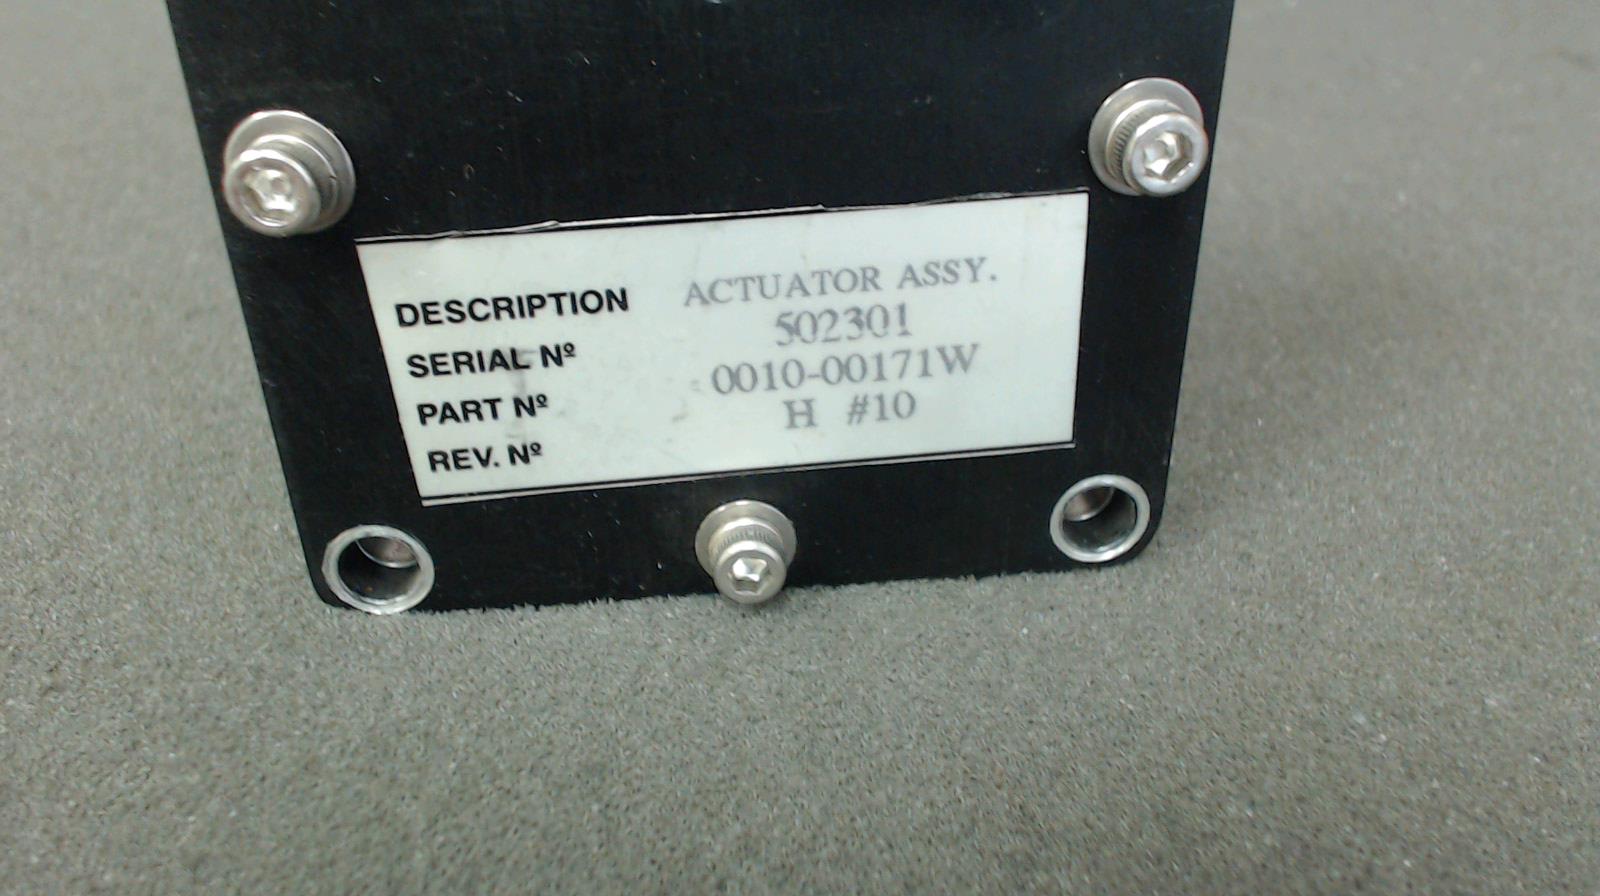 DESCRIPTION ACTUATOR ASSY.
SERIAL Nº 502301
PART Nº 0010-00171W
REV. Nº H #10